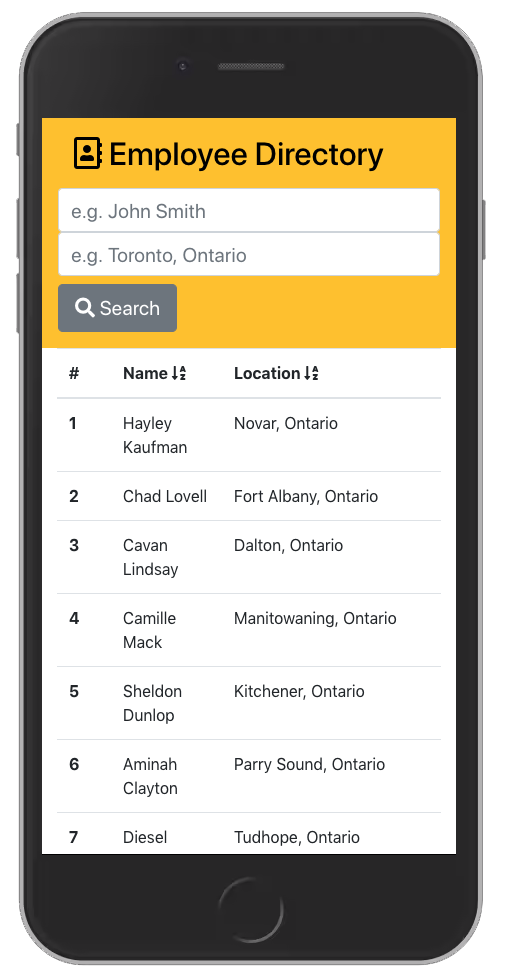 Employee Directory
e.g. John Smith
e.g. Toronto, Ontario
Search
# Name Location
1 Hayley Kaufman Novar, Ontario
2 Chad Lovell Fort Albany, Ontario
3 Cavan Lindsay Dalton, Ontario
4 Camille Mack Manitowaning, Ontario
5 Sheldon Dunlop Kitchener, Ontario
6 Aminah Clayton Parry Sound, Ontario
7 Diesel Tudhope, Ontario